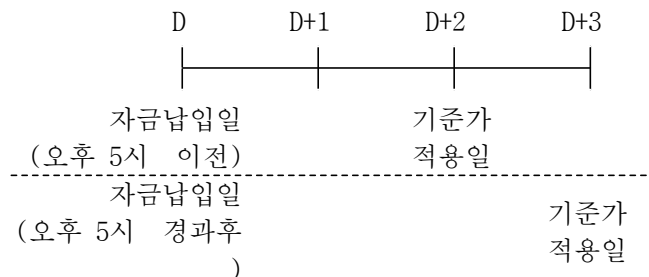 D D+1 D+2 D+3
자금납입일 기준가
(오후 5시 이전) 적용일
자금납입일
(오후 5시 경과후
)
기준가
적용일